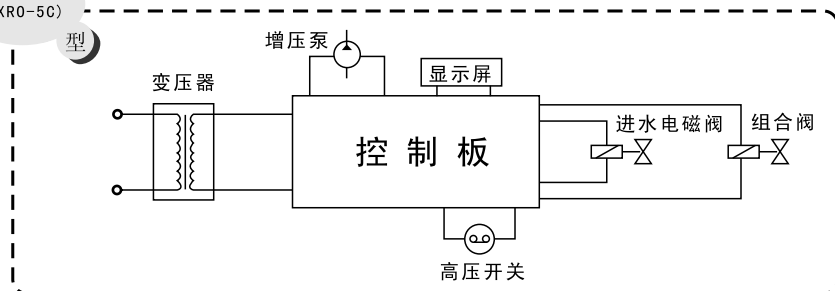 XRO-5C)
型
增压泵
显示屏
变压器
进水电磁阀
组合阀
控制板
高压开关